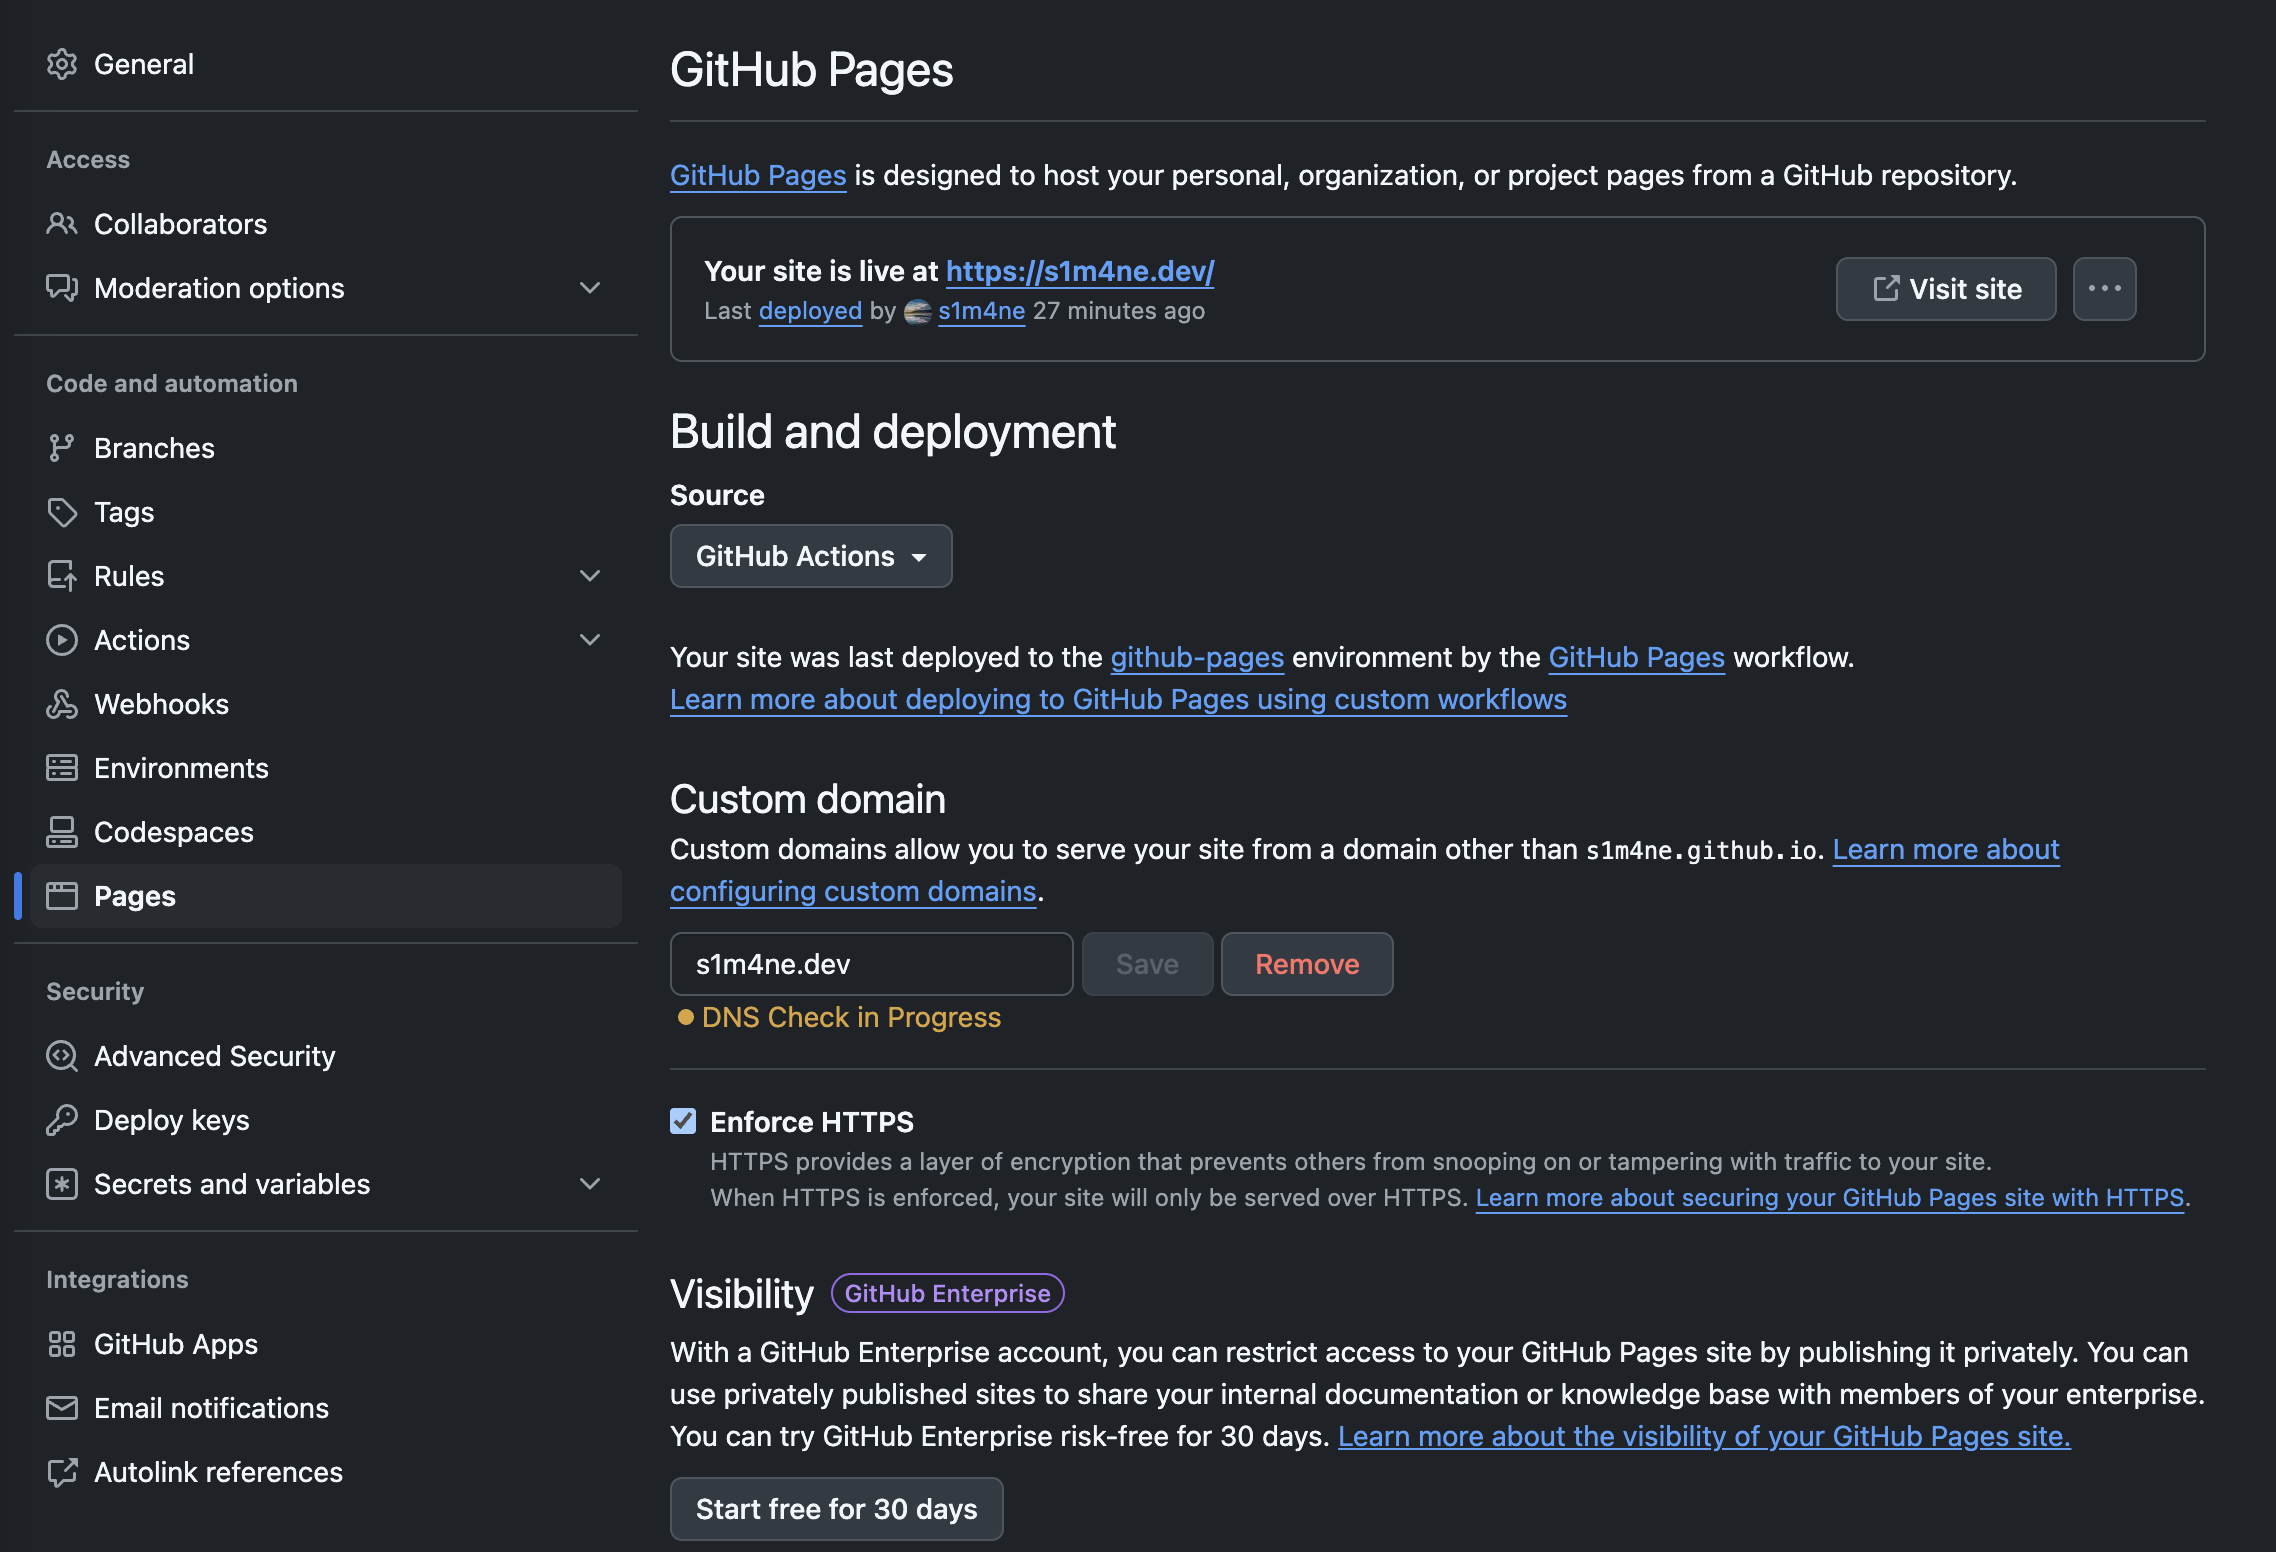 General
Access
Collaborators
Moderation options
Code and automation
Branches
Tags
Rules
Actions
Webhooks
Environments
Codespaces
Pages
Security
Advanced Security
Deploy keys
Secrets and variables
Integrations
GitHub Apps
Email notifications
Autolink references
GitHub Pages
GitHub Pages is designed to host your personal, organization, or project pages from a GitHub repository.
Your site is live at https://s1m4ne.dev/
Last deployed by s1m4ne 27 minutes ago
Visit site
Build and deployment
Source
GitHub Actions
Your site was last deployed to the github-pages environment by the GitHub Pages workflow.
Learn more about deploying to GitHub Pages using custom workflows
Custom domain
Custom domains allow you to serve your site from a domain other than s1m4ne.github.io. Learn more about
configuring custom domains.
s1m4ne.dev Save Remove
DNS Check in Progress
Enforce HTTPS
HTTPS provides a layer of encryption that prevents others from snooping on or tampering with traffic to your site.
When HTTPS is enforced, your site will only be served over HTTPS. Learn more about securing your GitHub Pages site with HTTPS.
Visibility GitHub Enterprise
With a GitHub Enterprise account, you can restrict access to your GitHub Pages site by publishing it privately. You can
use privately published sites to share your internal documentation or knowledge base with members of your enterprise.
You can try GitHub Enterprise risk-free for 30 days. Learn more about the visibility of your GitHub Pages site.
Start free for 30 days